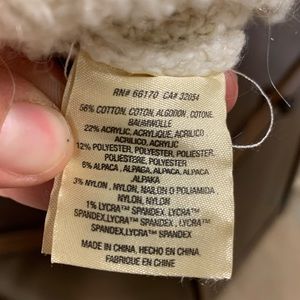 RN# 66170 CA# 32054
56% COTTON, COTON, ALGODON, COTONE,
BAUMWOLLE
22% ACRYLIC, ACRYLIQUE, ACRILICO
ACRILICO, ACRYLIC
12% POLYESTER, POLYESTER, POLIESTER,
POLIESTERE, POLYESTER
6% ALPACA, ALPAGA, ALPACA, ALPACA,
ALPAKA
3% NYLON, NYLON, NAILON O POLIAMIDA
NYLON, NYLON
1% LYCRA™ SPANDEX, LYCRA™
SPANDEX,LYCRA™ SPANDEX , LYCRA™
SPANDEX,LYCRA™ SPANDEX
MADE IN CHINA, HECHO EN CHINA,
FABRIQUE EN CHINE